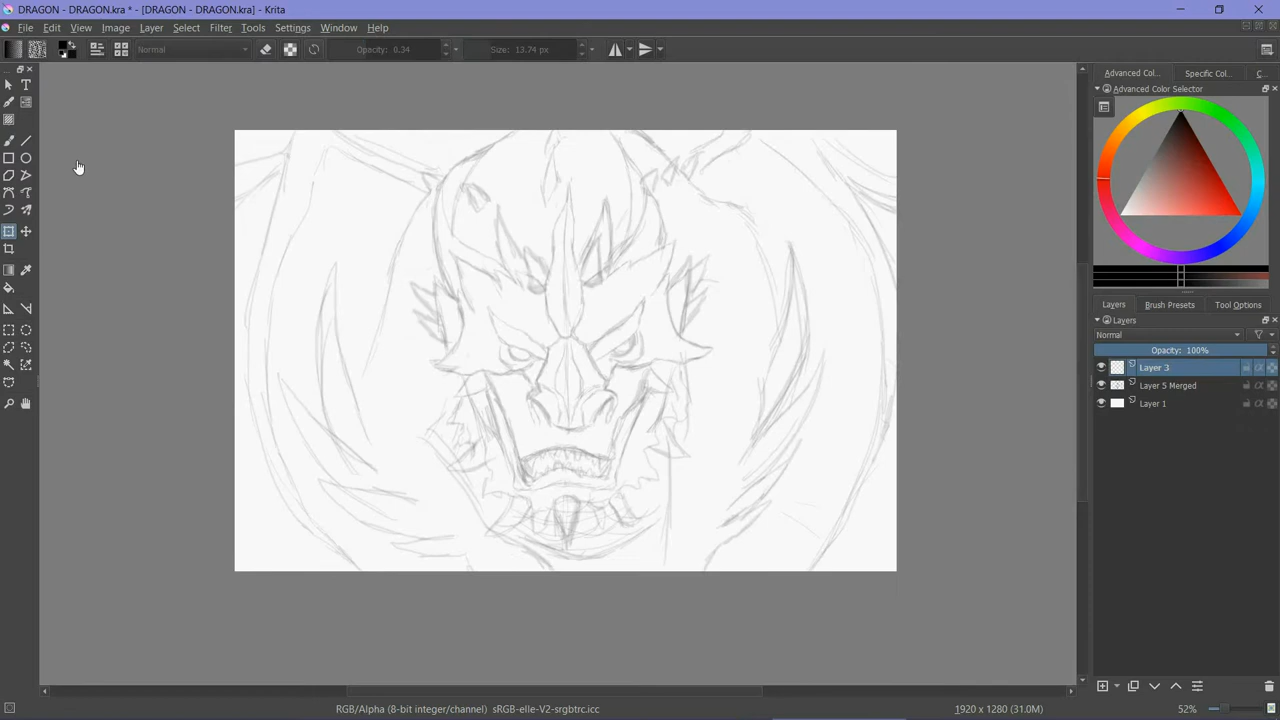 DRAGON - DRAGON.kra * - [DRAGON - DRAGON.kra] - Krita
File Edit View Image Layer Select Filter Tools Settings Window Help
Normal Opacity: 0.34 Size: 13.74 px
Advanced Col... Specific Col... C...
Advanced Color Selector
Layers Brush Presets Tool Options
Layers
Normal
Opacity: 100%
Layer 3
Layer 5 Merged
Layer 1
RGB/Alpha (8-bit integer/channel) sRGB-elle-V2-srgbtrc.icc 1920 x 1280 (31.0M) 52%